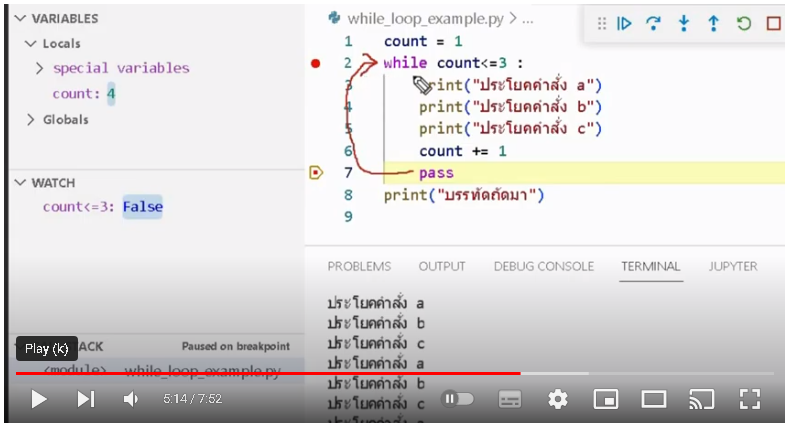 VARIABLES
Locals
special variables
count: 4
Globals
WATCH
count<=3: False
Paused on breakpoint
<module> while_loop_example.py
while_loop_example.py > ...
1 count = 1
2 while count<=3 :
3 print("ประโยคคำสั่ง a")
4 print("ประโยคคำสั่ง b")
5 print("ประโยคคำสั่ง c")
6 count += 1
7 pass
8 print("บรรทัดถัดมา")
9
PROBLEMS OUTPUT DEBUG CONSOLE TERMINAL JUPYTER
ประโยคคำสั่ง a
ประโยคคำสั่ง b
ประโยคคำสั่ง c
ประโยคคำสั่ง a
ประโยคคำสั่ง b
ประโยคคำสั่ง c
Play (k)
5:14 / 7:52